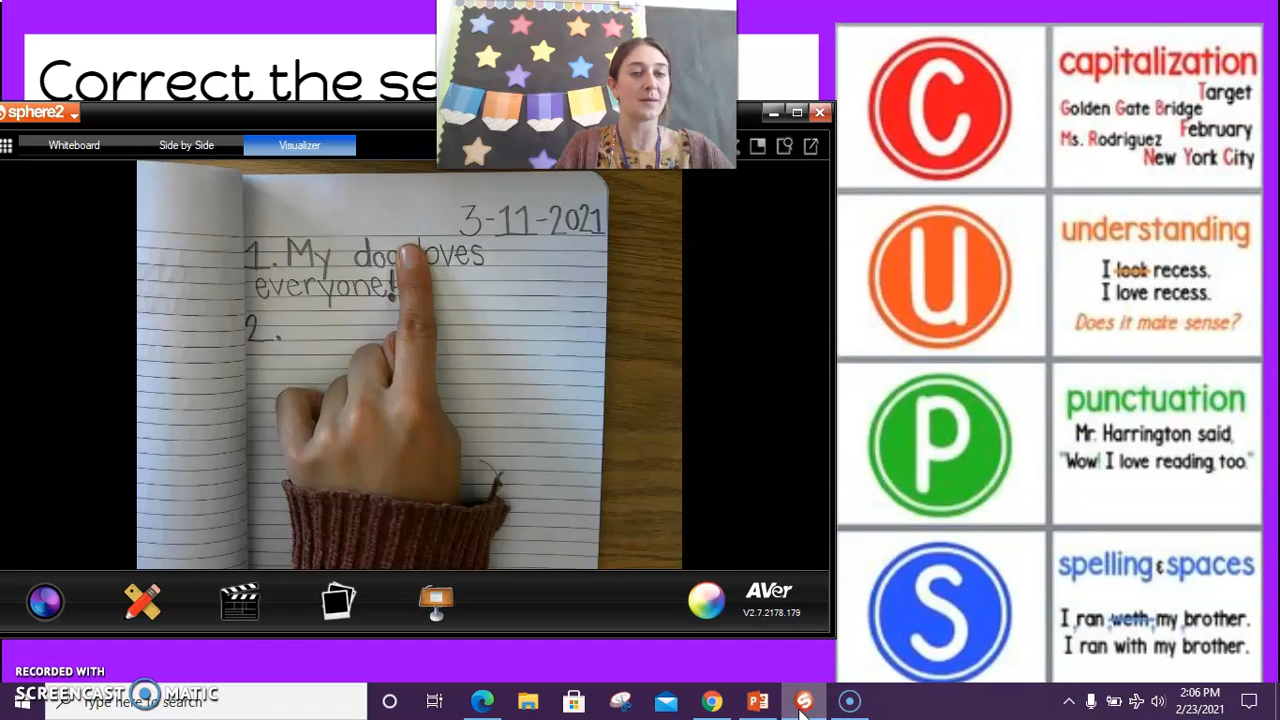 Correct the se
sphere2
Whiteboard
Side by Side
Visualizer
3-11-2021
1. My dog loves
everyone!
2.
AVer
V2.7.2178.179
C
capitalization
Target
Golden Gate Bridge
February
Ms. Rodriguez
New York City
U
understanding
I look recess.
I love recess.
Does it make sense?
P
punctuation
Mr. Harrington said,
"Wow! I love reading, too."
S
spelling & spaces
I ran weth my brother.
I ran with my brother.
RECORDED WITH
SCREENCAST MATIC
Type here to search
2:06 PM
2/23/2021